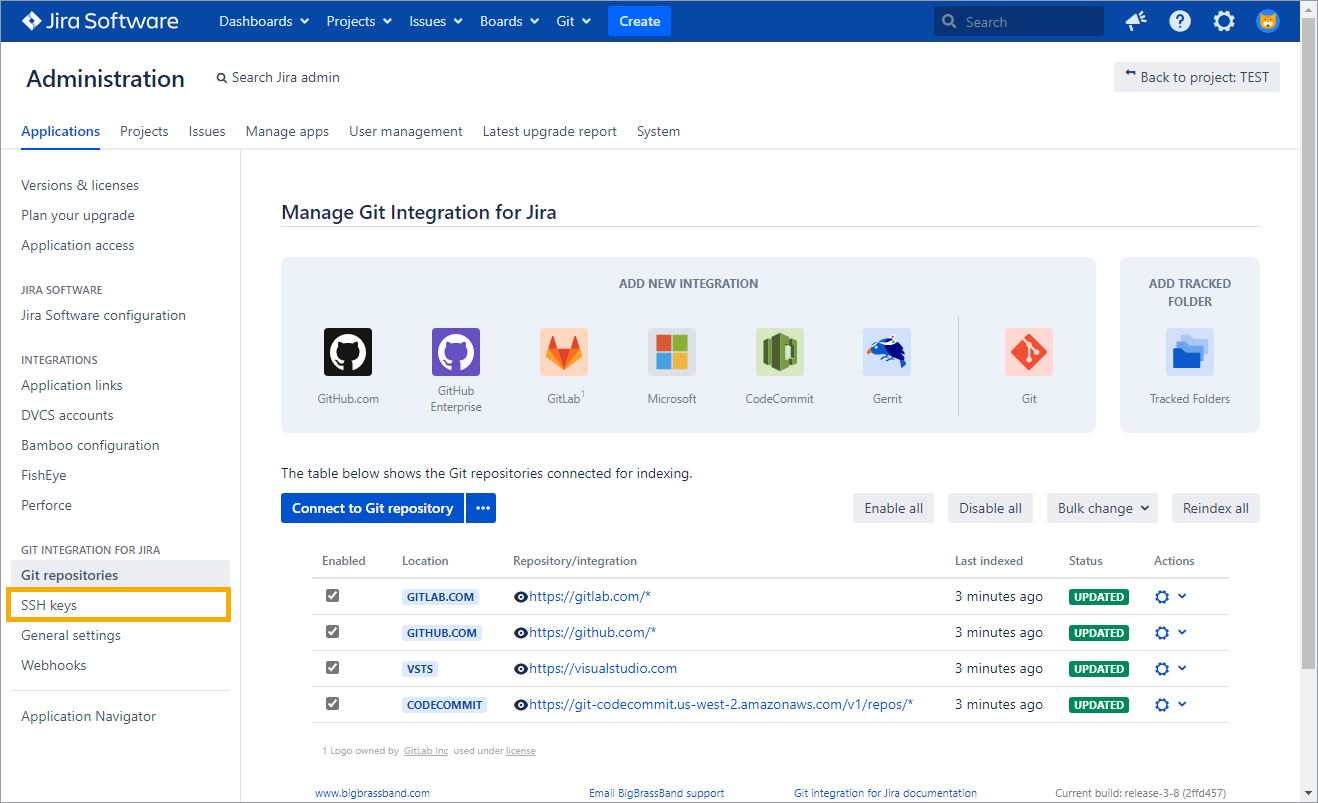 Jira Software Dashboards Projects Issues Boards Git Create Search
Administration Search Jira admin Back to project: TEST
Applications Projects Issues Manage apps User management Latest upgrade report System
Versions & licenses
Plan your upgrade
Application access
JIRA SOFTWARE
Jira Software configuration
INTEGRATIONS
Application links
DVCS accounts
Bamboo configuration
FishEye
Perforce
GIT INTEGRATION FOR JIRA
Git repositories
SSH keys
General settings
Webhooks
Application Navigator
Manage Git Integration for Jira
ADD NEW INTEGRATION
GitHub.com
GitHub
Enterprise
GitLab1
Microsoft
CodeCommit
Gerrit
Git
ADD TRACKED
FOLDER
Tracked Folders
The table below shows the Git repositories connected for indexing.
Connect to Git repository ••• Enable all Disable all Bulk change Reindex all
Enabled Location Repository/integration Last indexed Status Actions
GITLAB.COM https://gitlab.com/* 3 minutes ago UPDATED
GITHUB.COM https://github.com/* 3 minutes ago UPDATED
VSTS https://visualstudio.com 3 minutes ago UPDATED
CODECOMMIT https://git-codecommit.us-west-2.amazonaws.com/v1/repos/* 3 minutes ago UPDATED
1 Logo owned by GitLab Inc used under license
www.bigbrassband.com Email BigBrassBand support Git integration for Jira documentation Current build: release-3-8 (2ffd457)